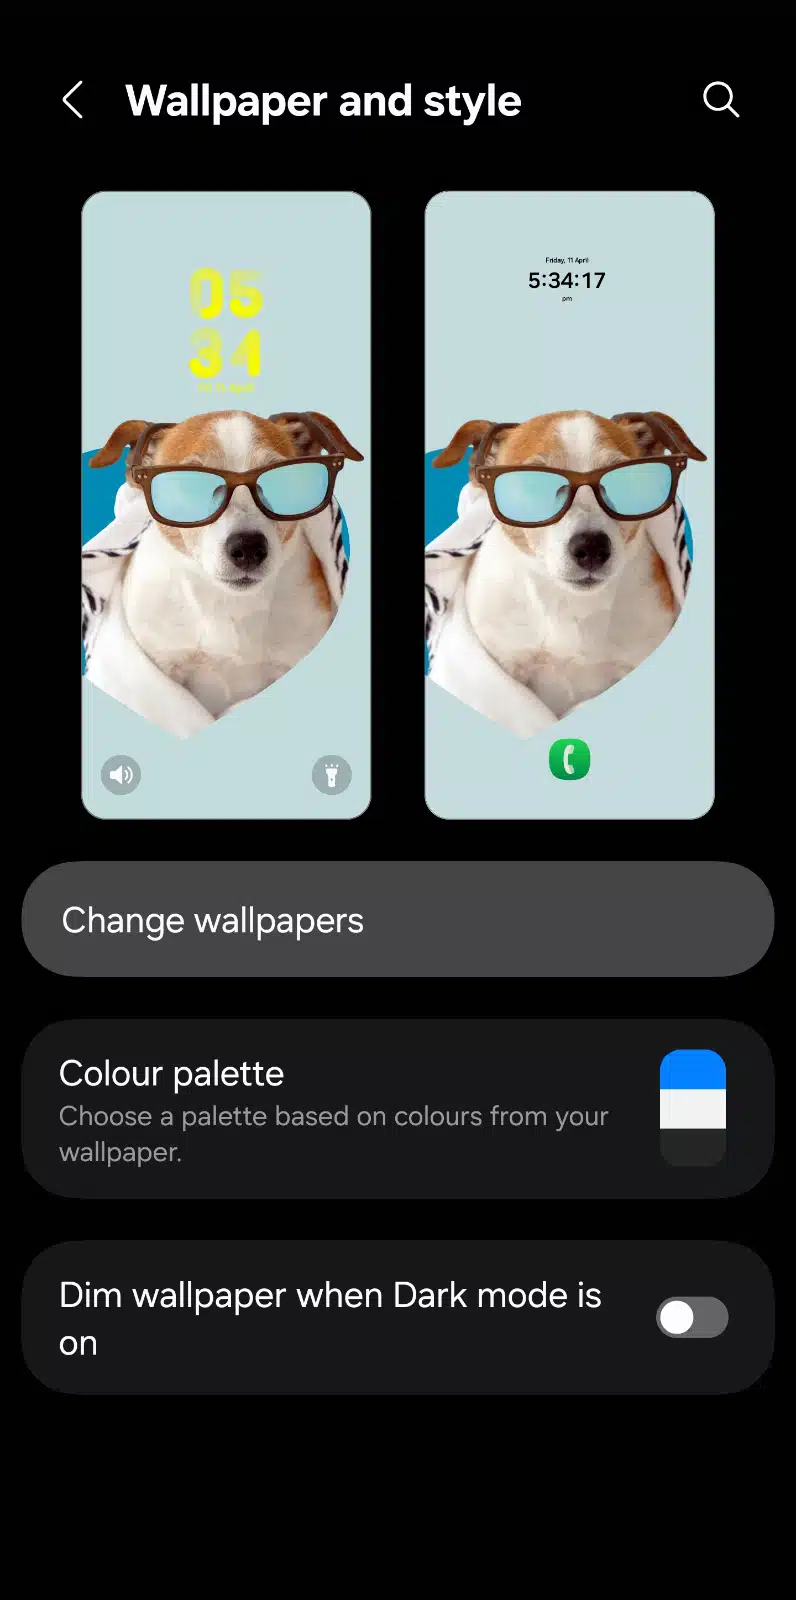 Wallpaper and style
05
34
Friday, 11 April
5:34:17
pm
Change wallpapers
Colour palette
Choose a palette based on colours from your
wallpaper.
Dim wallpaper when Dark mode is
on